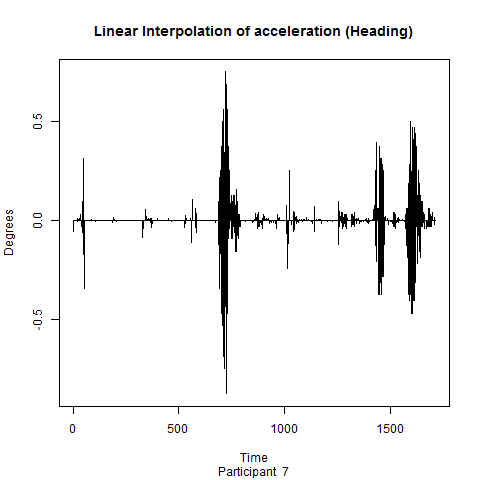 Linear Interpolation of acceleration (Heading)
0.5
0.0
-0.5
Degrees
0
500
1000
1500
Time
Participant 7